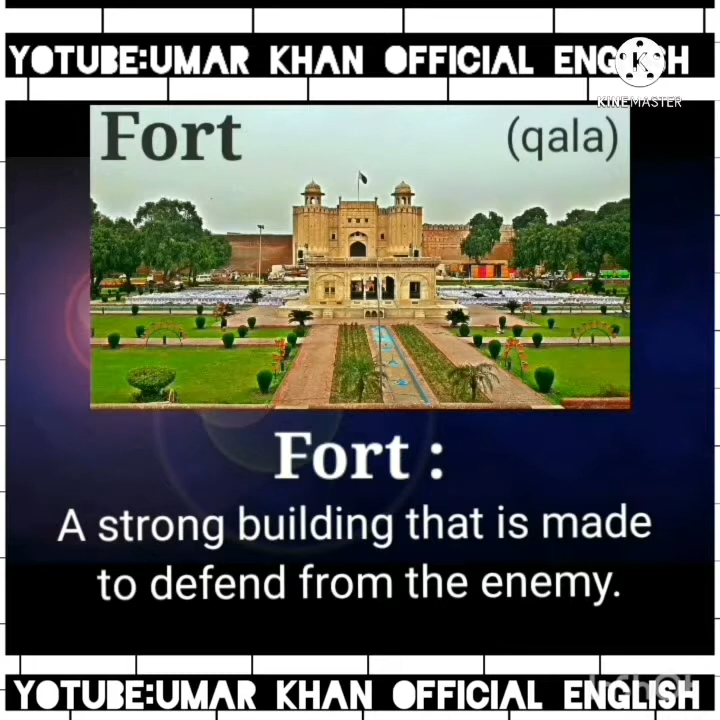 YOTUBE:UMAR KHAN OFFICIAL ENGLISH
K
KINEMASTER
Fort (qala)
Fort :
A strong building that is made
to defend from the enemy.
YOTUBE:UMAR KHAN OFFICIAL ENGLISH